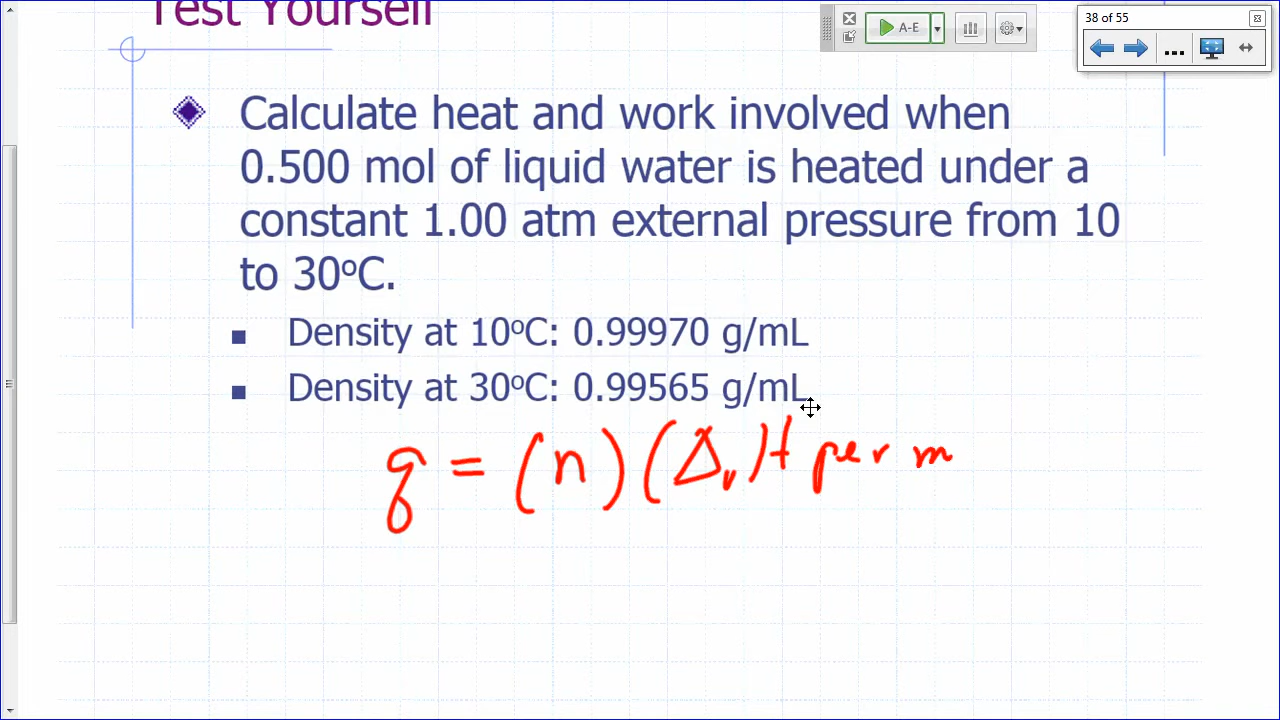 Test Yourself
A-E
38 of 55
Calculate heat and work involved when
0.500 mol of liquid water is heated under a
constant 1.00 atm external pressure from 10
to 30°C.
Density at 10°C: 0.99970 g/mL
Density at 30°C: 0.99565 g/mL
q = (n) (Δ H per m